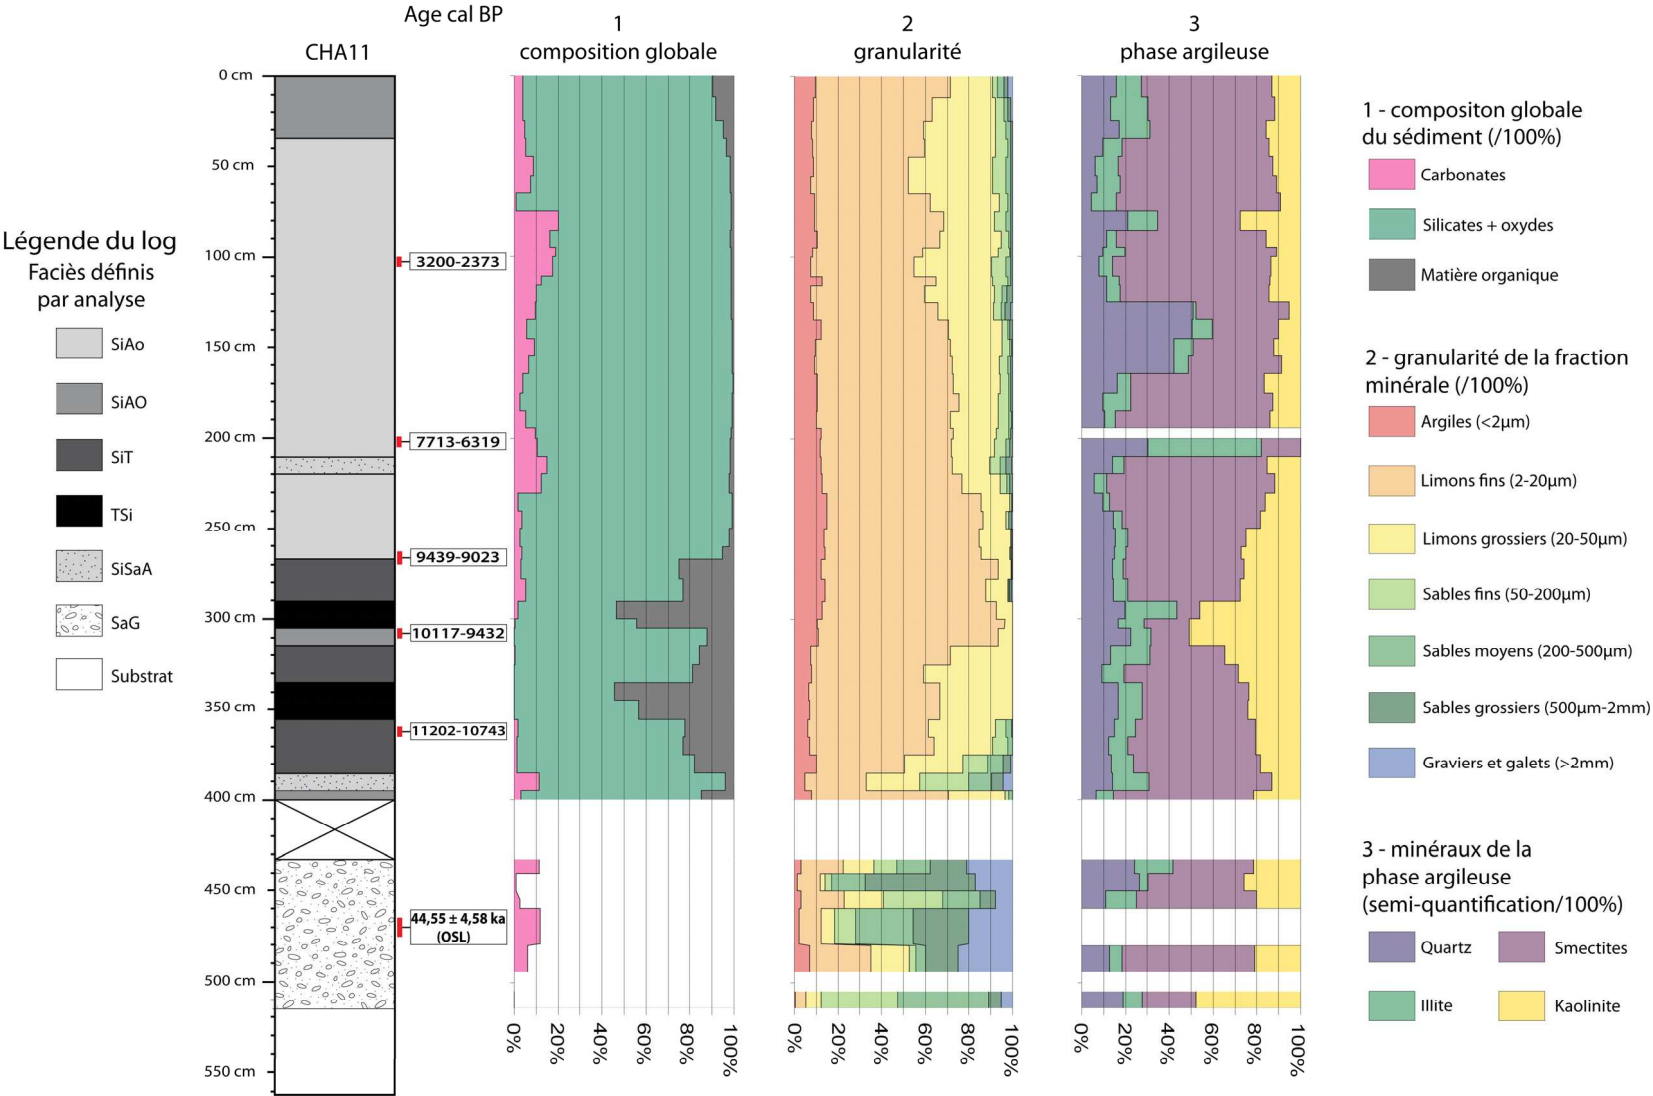 Age cal BP
CHA11
1
composition globale
2
granularité
3
phase argileuse
Légende du log
Faciès définis
par analyse
SiAo
SiAO
SiT
TSi
SiSaA
SaG
Substrat
0 cm
50 cm
100 cm
150 cm
200 cm
250 cm
300 cm
350 cm
400 cm
450 cm
500 cm
550 cm
3200-2373
7713-6319
9439-9023
10117-9432
11202-10743
44,55 ± 4,58 ka
(OSL)
0%
20%
40%
60%
80%
100%
0%
20%
40%
60%
80%
100%
0%
20%
40%
60%
80%
100%
1 - compositon globale
du sédiment (/100%)
Carbonates
Silicates + oxydes
Matière organique
2 - granularité de la fraction
minérale (/100%)
Argiles (<2µm)
Limons fins (2-20µm)
Limons grossiers (20-50µm)
Sables fins (50-200µm)
Sables moyens (200-500µm)
Sables grossiers (500µm-2mm)
Graviers et galets (>2mm)
3 - minéraux de la
phase argileuse
(semi-quantification/100%)
Quartz
Smectites
Illite
Kaolinite